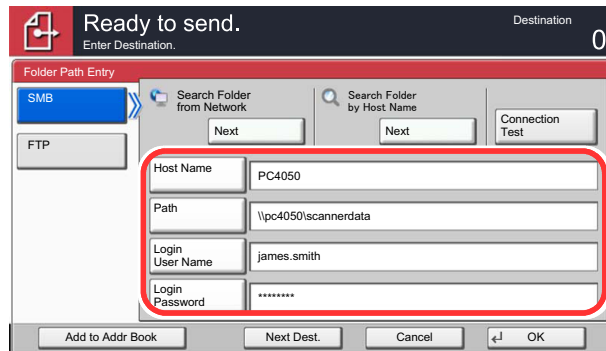 Ready to send.
Destination
Enter Destination.
0
Folder Path Entry
SMB
FTP
Search Folder
from Network
Next
Search Folder
by Host Name
Next
Connection
Test
Host Name
PC4050
Path
\\pc4050\scannerdata
Login
User Name
james.smith
Login
Password
********
Add to Addr Book
Next Dest.
Cancel
OK